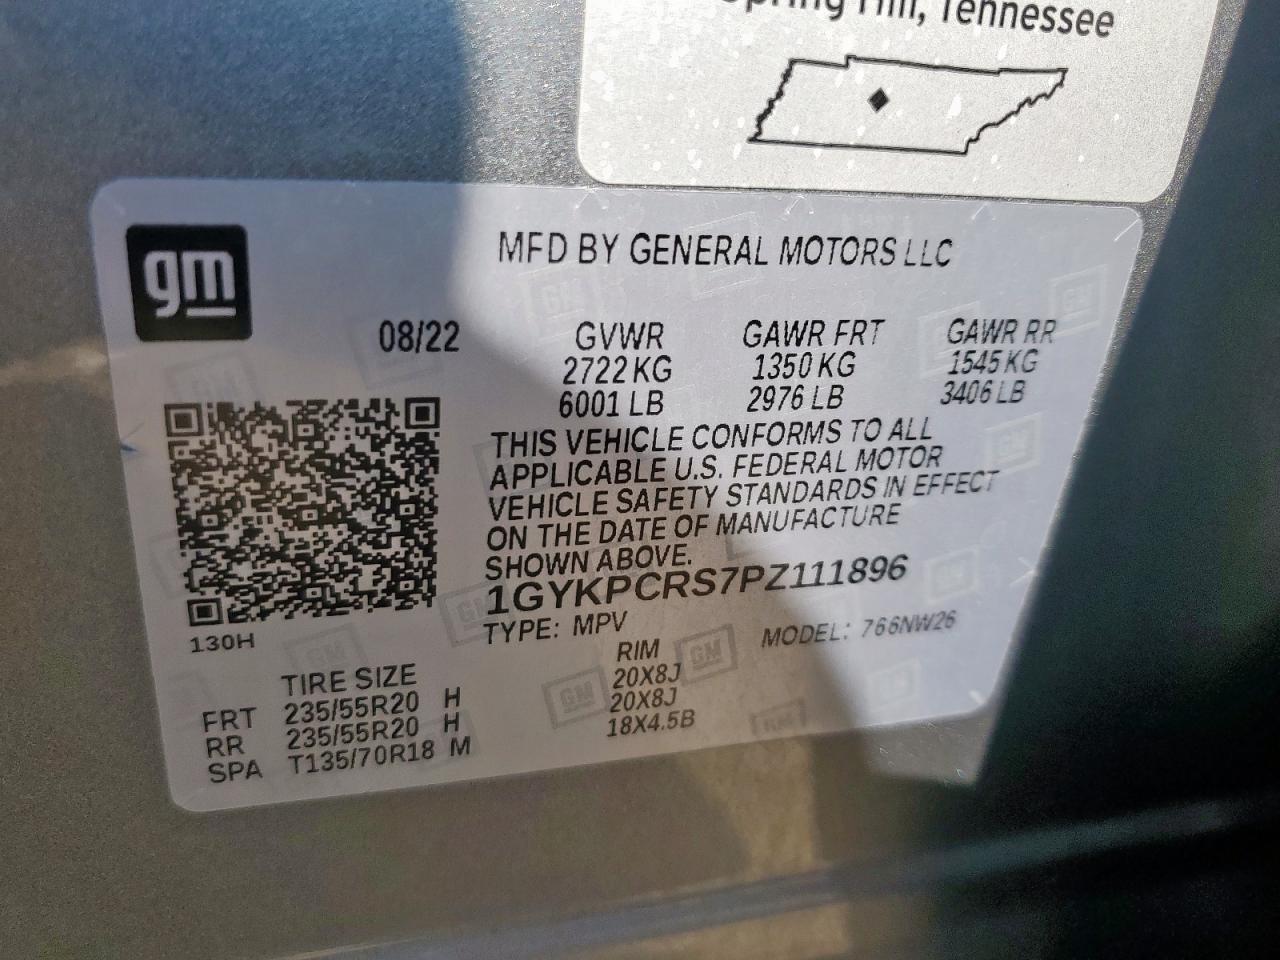 Spring Hill, Tennessee
gm
MFD BY GENERAL MOTORS LLC
08/22 GVWR GAWR FRT GAWR RR
2722 KG 1350 KG 1545 KG
6001 LB 2976 LB 3406 LB
THIS VEHICLE CONFORMS TO ALL
APPLICABLE U.S. FEDERAL MOTOR
VEHICLE SAFETY STANDARDS IN EFFECT
ON THE DATE OF MANUFACTURE
SHOWN ABOVE.
1GYKPCRS7PZ111896
TYPE: MPV MODEL: 766NW26
130H
TIRE SIZE RIM
FRT 235/55R20 H 20X8J
RR 235/55R20 H 20X8J
SPA T135/70R18 M 18X4.5B